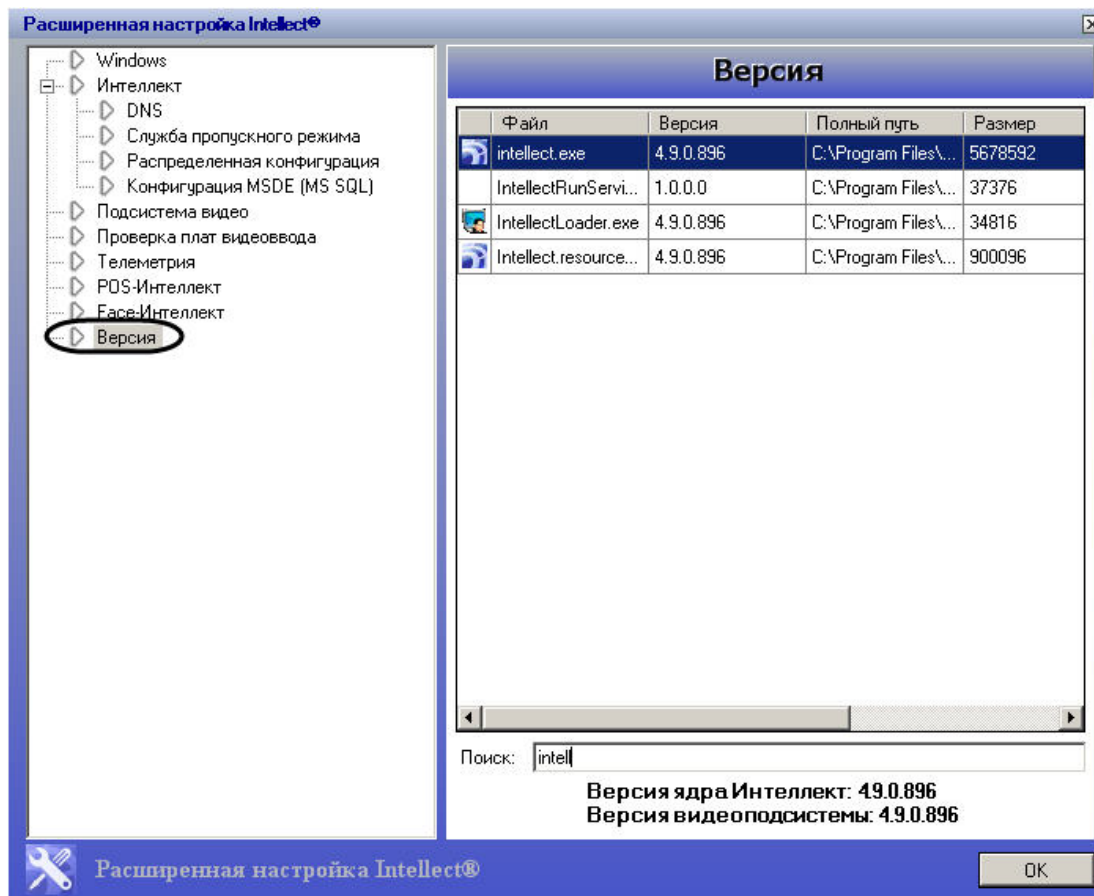 Расширенная настройка Intellect®
Windows
Интеллект
DNS
Служба пропускного режима
Распределенная конфигурация
Конфигурация MSDE (MS SQL)
Подсистема видео
Проверка плат видеоввода
Телеметрия
POS-Интеллект
Face-Интеллект
Версия
Версия
Файл Версия Полный путь Размер
intellect.exe 4.9.0.896 C:\Program Files\... 5678592
IntellectRunServi... 1.0.0.0 C:\Program Files\... 37376
IntellectLoader.exe 4.9.0.896 C:\Program Files\... 34816
Intellect.resource... 4.9.0.896 C:\Program Files\... 900096
Поиск: intell
Версия ядра Интеллект: 4.9.0.896
Версия видеоподсистемы: 4.9.0.896
Расширенная настройка Intellect®
OK